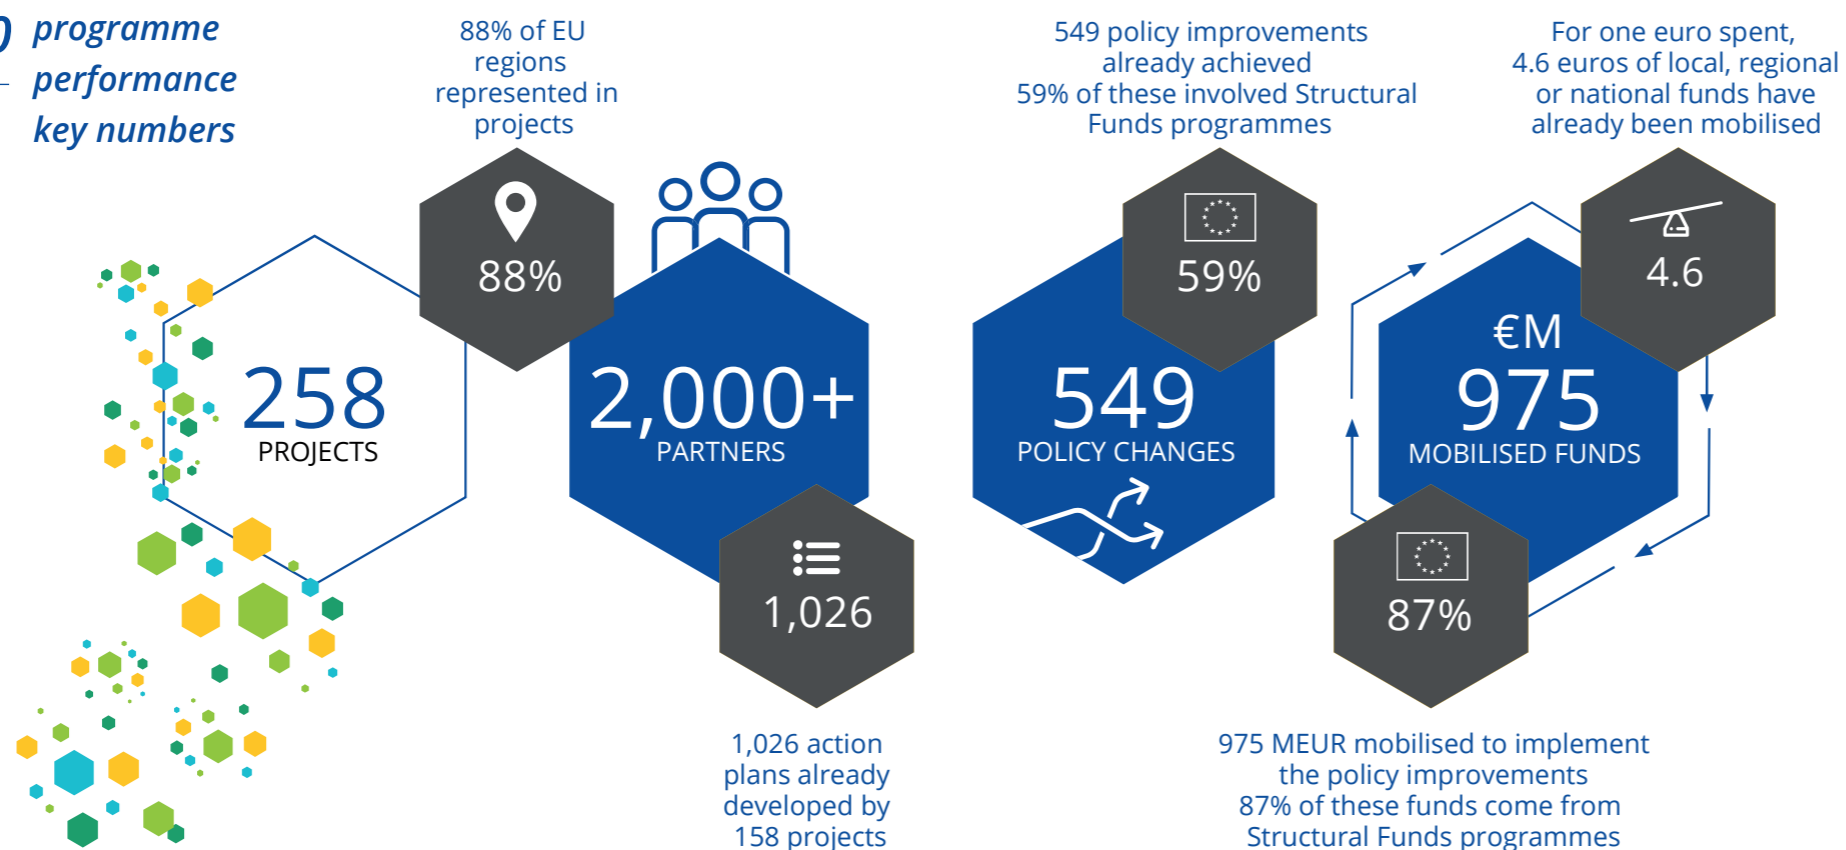 programme
performance
key numbers
88% of EU
regions
represented in
projects
88%
258
PROJECTS
2,000+
PARTNERS
1,026
1,026 action
plans already
developed by
158 projects
549 policy improvements
already achieved
59% of these involved Structural
Funds programmes
59%
549
POLICY CHANGES
For one euro spent,
4.6 euros of local, regional
or national funds have
already been mobilised
4.6
€M
975
MOBILISED FUNDS
87%
975 MEUR mobilised to implement
the policy improvements
87% of these funds come from
Structural Funds programmes